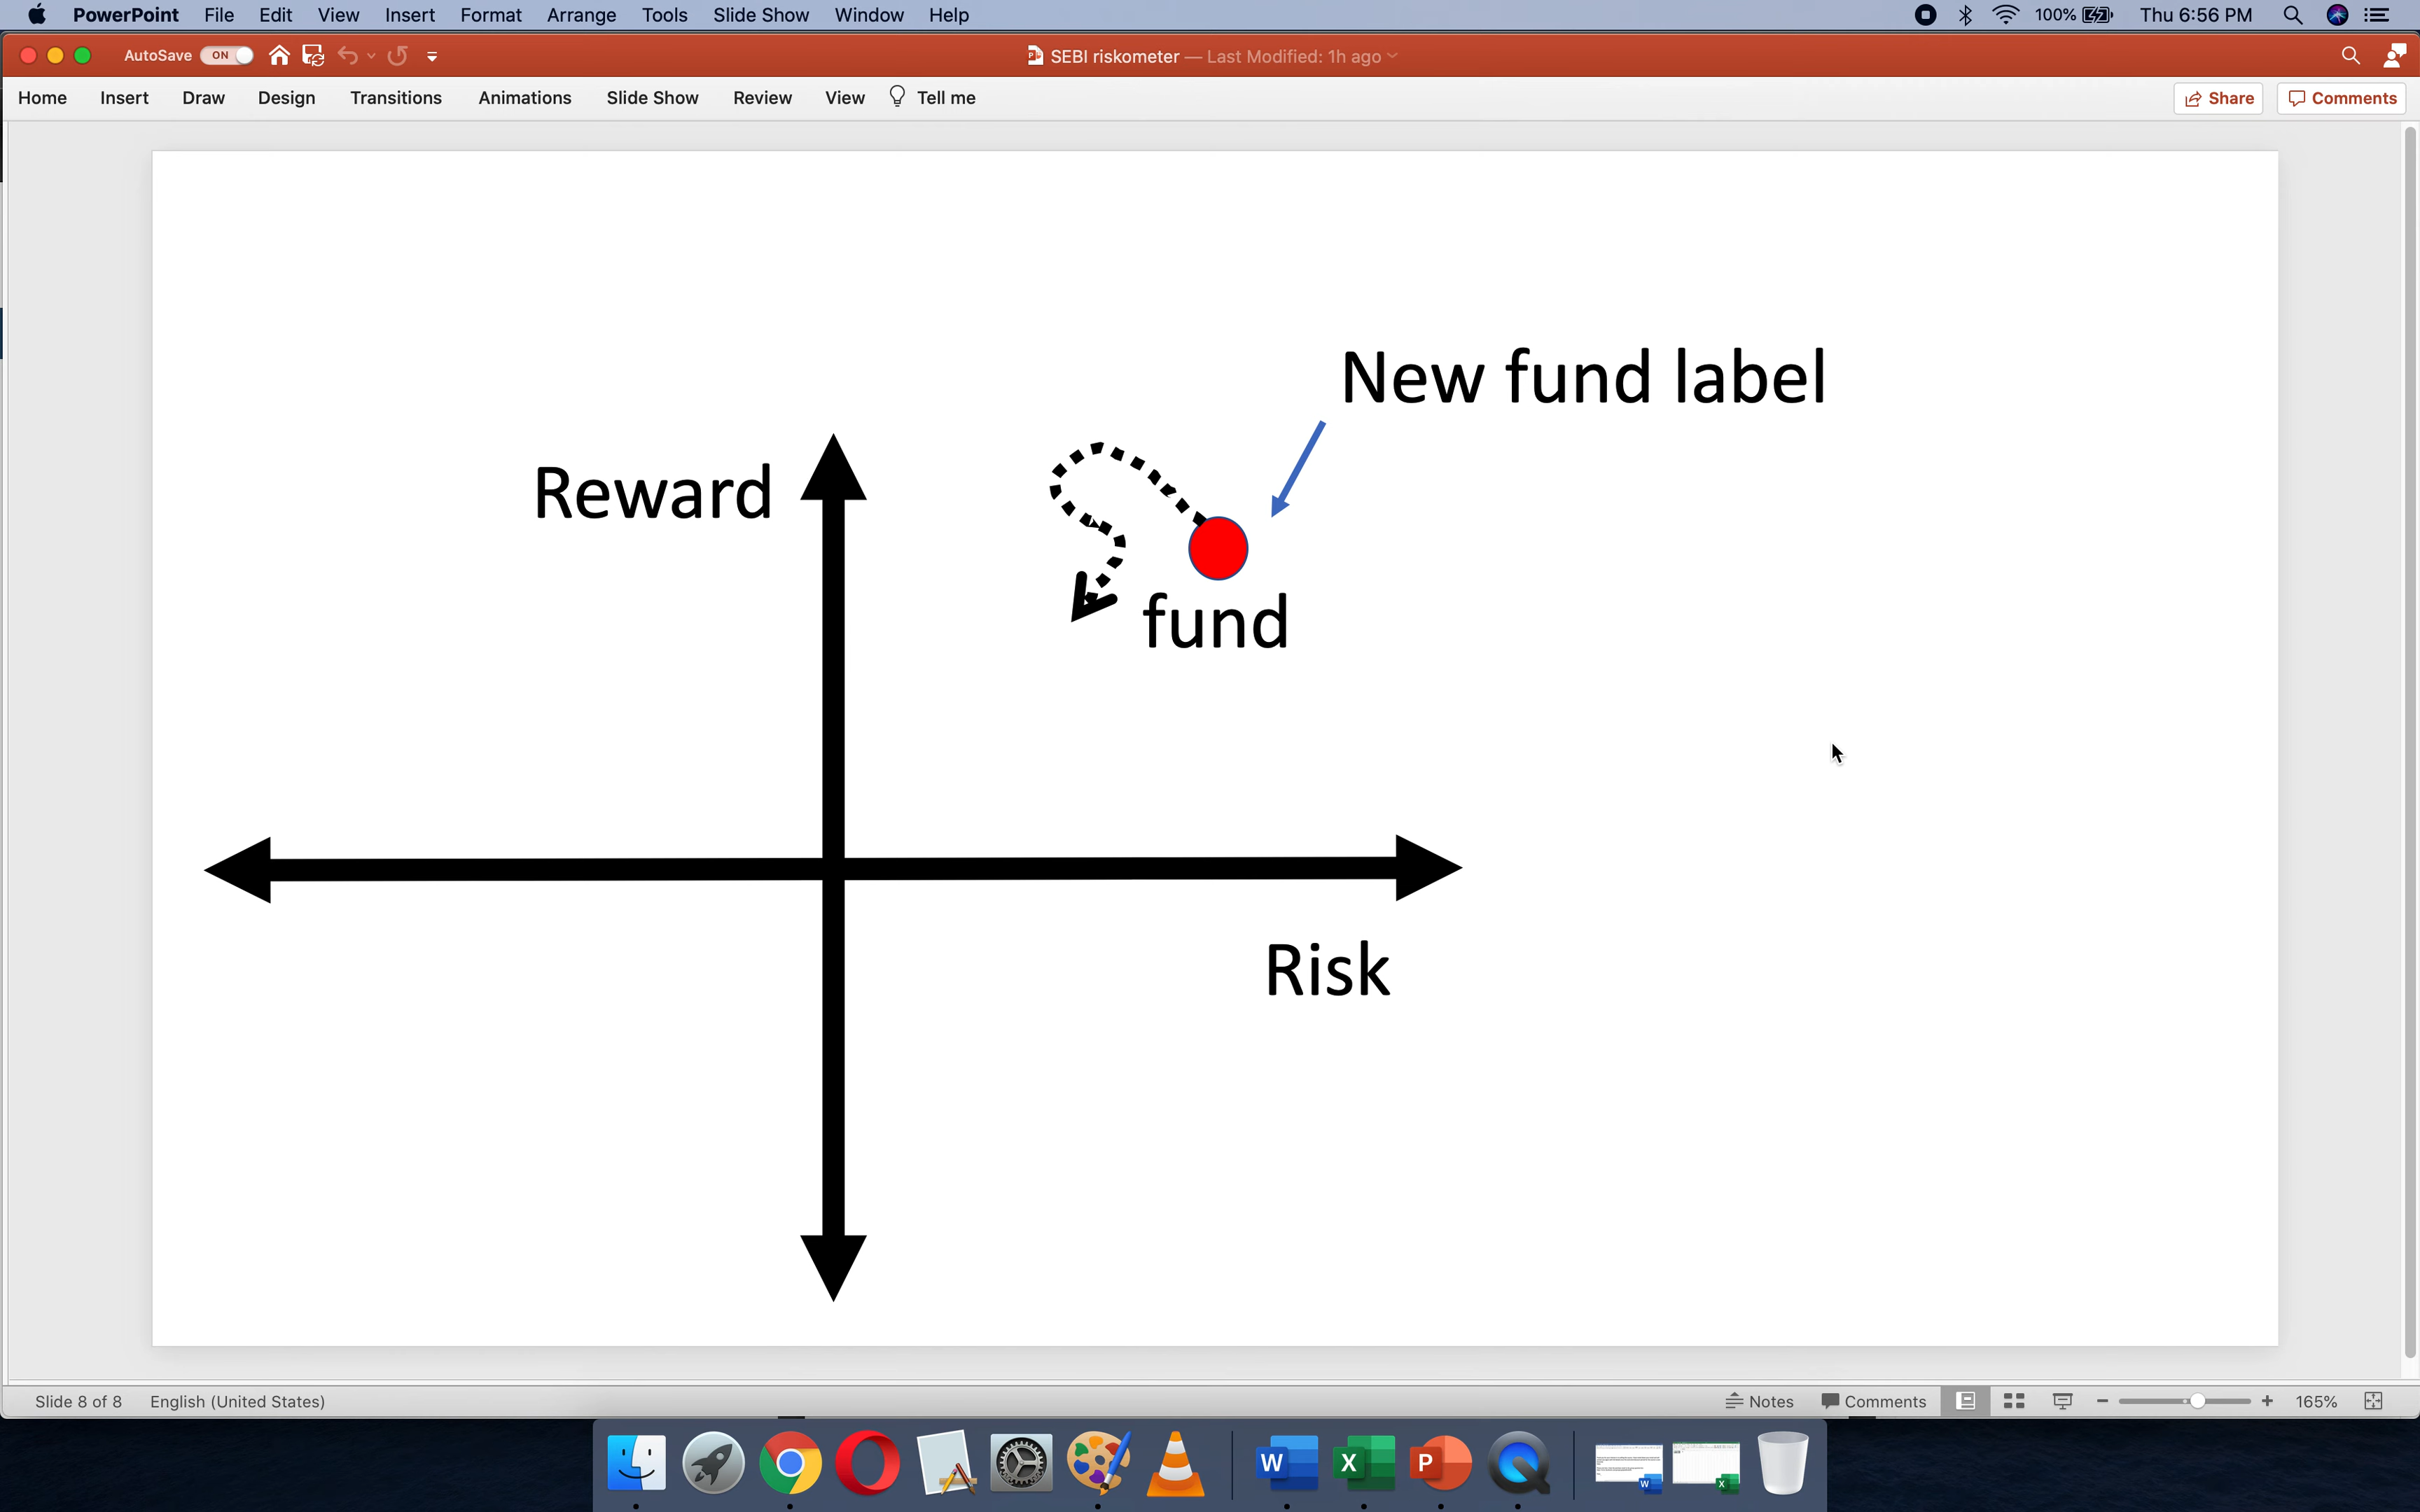 PowerPoint File Edit View Insert Format Arrange Tools Slide Show Window Help 100% Thu 6:56 PM
AutoSave ON SEBI riskometer — Last Modified: 1h ago
Home Insert Draw Design Transitions Animations Slide Show Review View Tell me Share Comments
New fund label
Reward
fund
Risk
Slide 8 of 8 English (United States) Notes Comments 165%